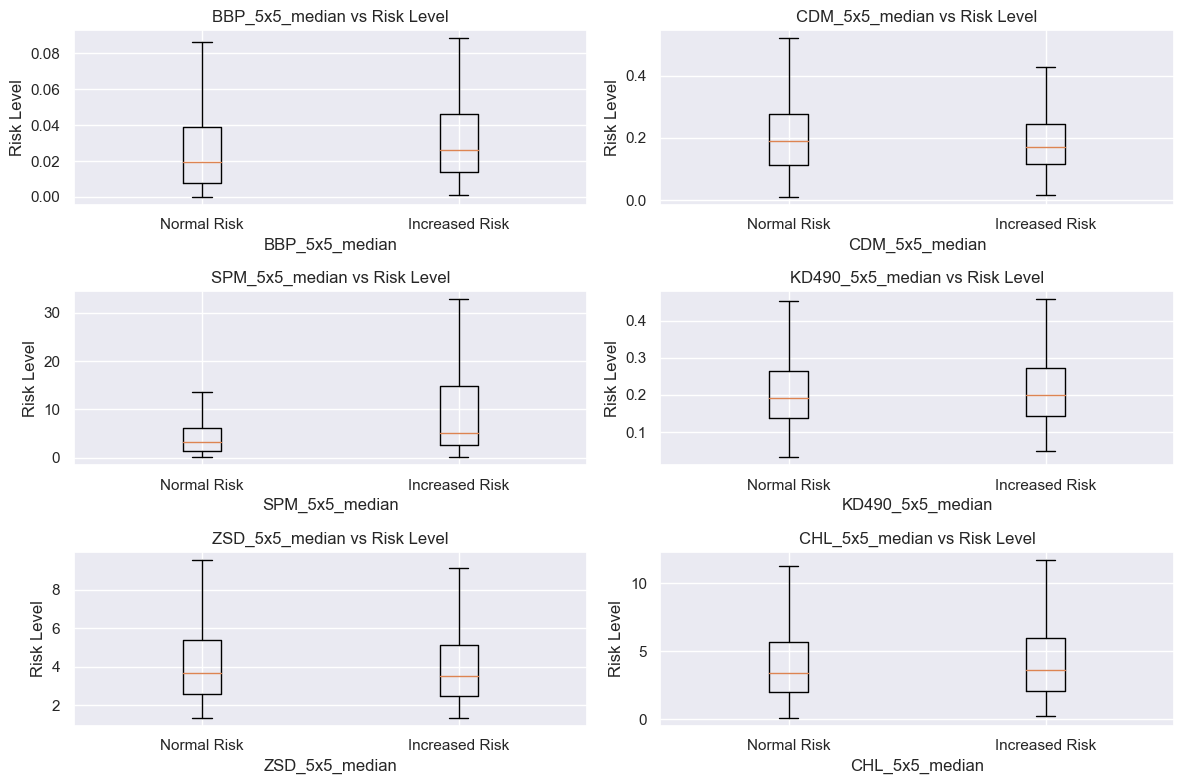 BBP_5x5_median vs Risk Level
0.08
0.06
0.04
0.02
0.00
Risk Level
Normal Risk
Increased Risk
BBP_5x5_median
CDM_5x5_median vs Risk Level
0.4
0.2
0.0
Risk Level
Normal Risk
Increased Risk
CDM_5x5_median
SPM_5x5_median vs Risk Level
30
20
10
0
Risk Level
Normal Risk
Increased Risk
SPM_5x5_median
KD490_5x5_median vs Risk Level
0.4
0.3
0.2
0.1
Risk Level
Normal Risk
Increased Risk
KD490_5x5_median
ZSD_5x5_median vs Risk Level
8
6
4
2
Risk Level
Normal Risk
Increased Risk
ZSD_5x5_median
CHL_5x5_median vs Risk Level
10
5
0
Risk Level
Normal Risk
Increased Risk
CHL_5x5_median